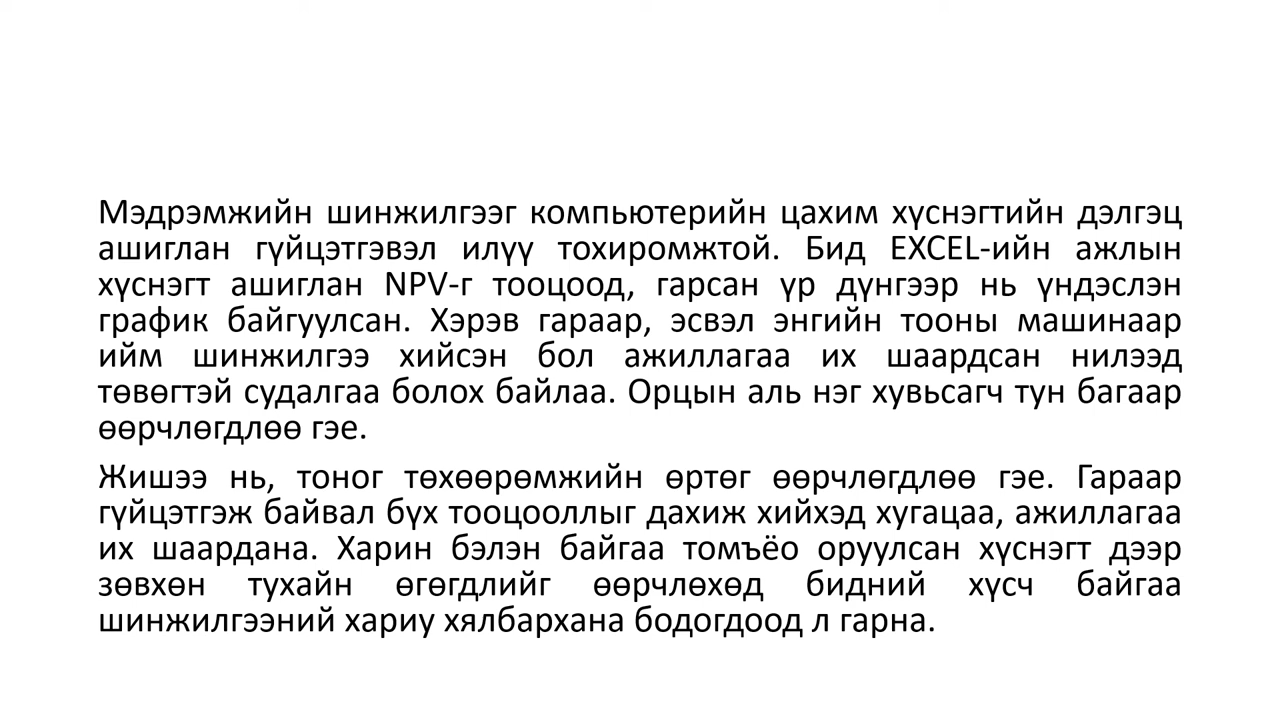 Мэдрэмжийн шинжилгээг компьютерийн цахим хүснэгтийн дэлгэц
ашиглан гүйцэтгэвэл илүү тохиромжтой. Бид EXCEL-ийн ажлын
хүснэгт ашиглан NPV-г тооцоод, гарсан үр дүнгээр нь үндэслэн
график байгуулсан. Хэрэв гараар, эсвэл энгийн тооны машинаар
ийм шинжилгээ хийсэн бол ажиллагаа их шаардсан нилээд
төвөгтэй судалгаа болох байлаа. Орцын аль нэг хувьсагч тун багаар
өөрчлөгдлөө гэе.
Жишээ нь, тоног төхөөрөмжийн өртөг өөрчлөгдлөө гэе. Гараар
гүйцэтгэж байвал бүх тооцооллыг дахиж хийхэд хугацаа, ажиллагаа
их шаардана. Харин бэлэн байгаа томъёо оруулсан хүснэгт дээр
зөвхөн тухайн өгөгдлийг өөрчлөхөд бидний хүсч байгаа
шинжилгээний хариу хялбархана бодогдоод л гарна.